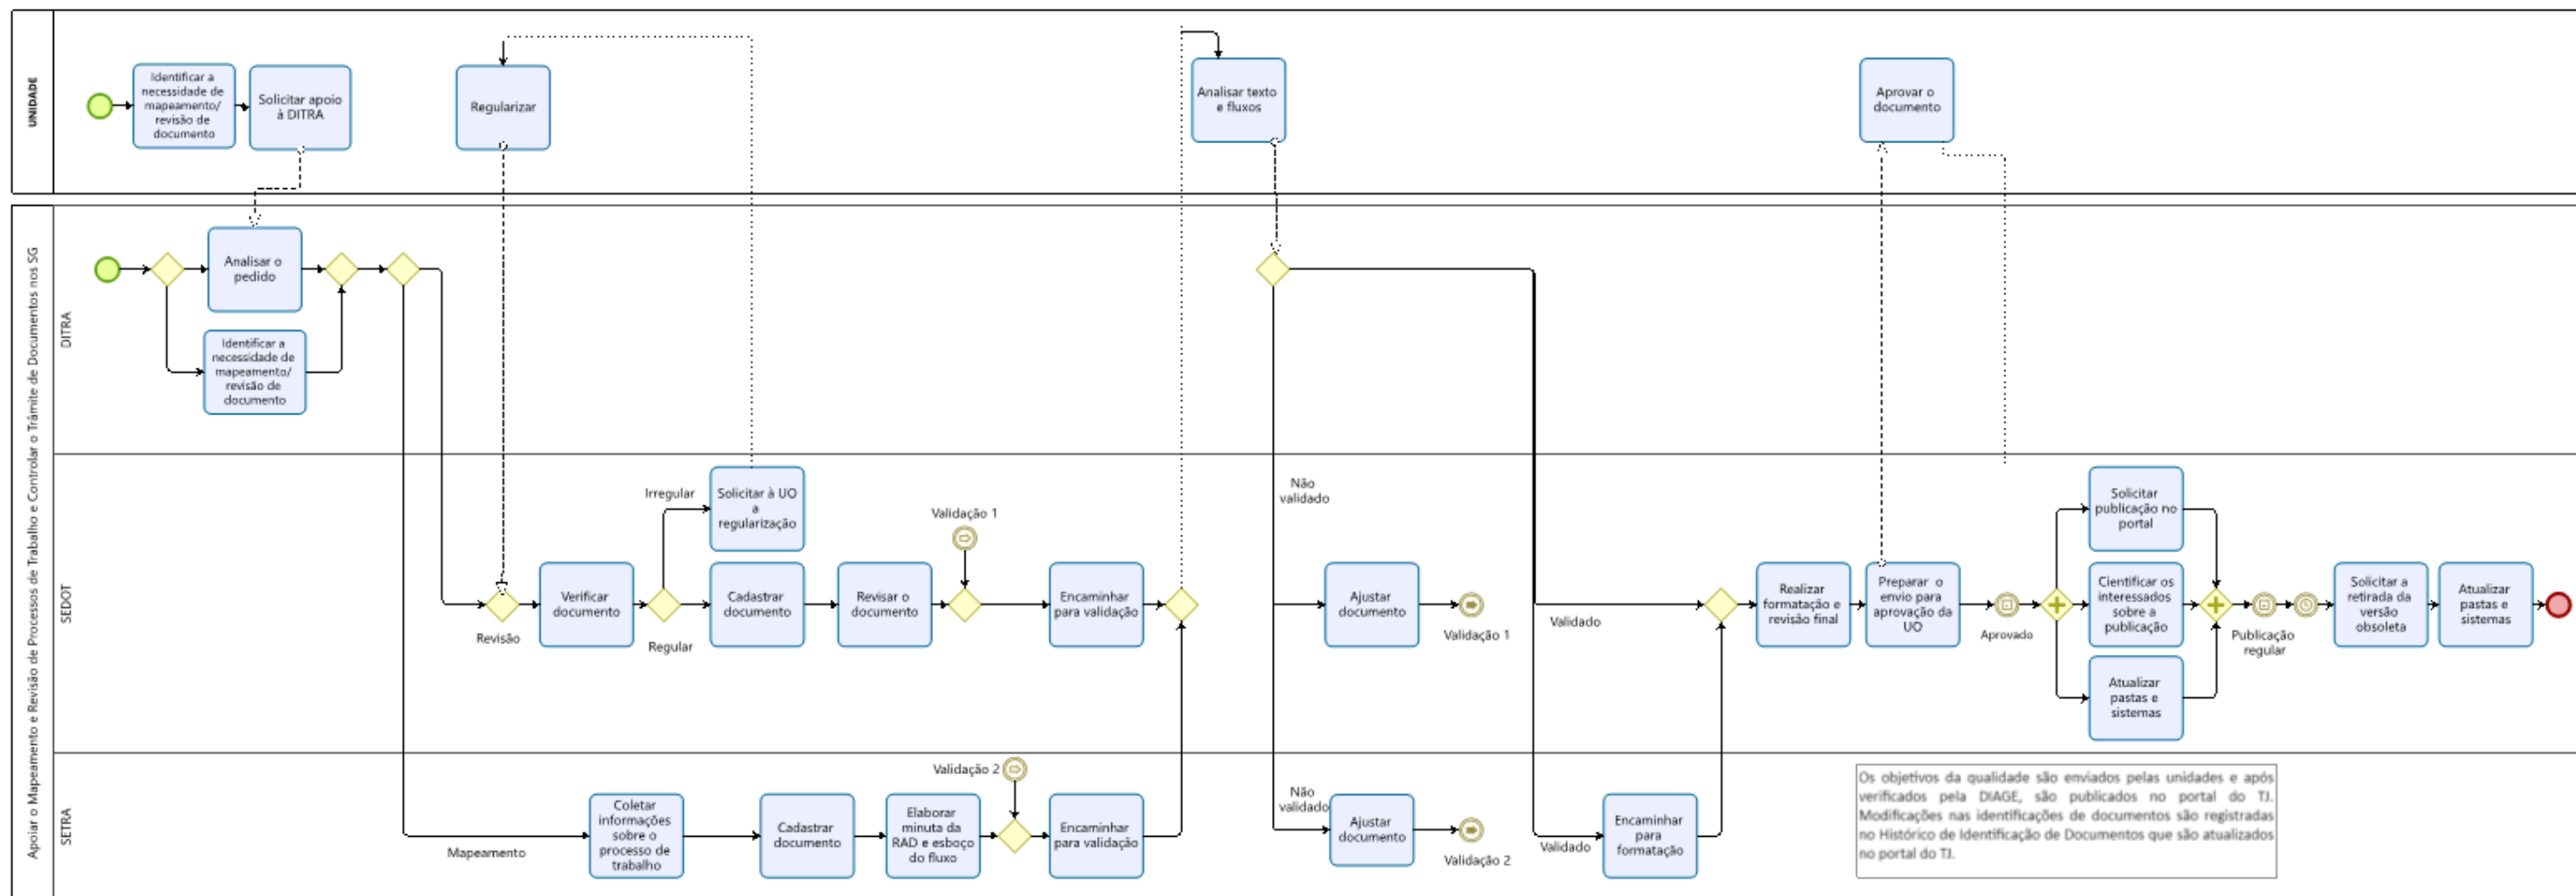 UNIDADE
Identificar a
necessidade de
mapeamento/
revisão de
documento
Solicitar apoio
à DITRA
Regularizar
Analisar texto
e fluxos
Aprovar o
documento
Apoiar o Mapeamento e Revisão de Processos de Trabalho e Controlar o Trâmite de Documentos nos SG
DITRA
Analisar o
pedido
Identificar a
necessidade de
mapeamento/
revisão de
documento
SEDOT
Revisão
Verificar
documento
Irregular
Regular
Solicitar à UO
a
regularização
Cadastrar
documento
Revisar o
documento
Validação 1
Encaminhar
para validação
Não
validado
Ajustar
documento
Validação 1
Validado
Realizar
formatação e
revisão final
Preparar o
envio para
aprovação da
UO
Aprovado
Solicitar
publicação no
portal
Cientificar os
interessados
sobre a
publicação
Atualizar
pastas e
sistemas
Publicação
regular
Solicitar a
retirada da
versão
obsoleta
Atualizar
pastas e
sistemas
SETRA
Mapeamento
Coletar
informações
sobre o
processo de
trabalho
Cadastrar
documento
Elaborar
minuta da
RAD e esboço
do fluxo
Validação 2
Encaminhar
para validação
Não
validado
Ajustar
documento
Validação 2
Validado
Encaminhar
para
formatação
Os objetivos da qualidade são enviados pelas unidades e após
verificados pela DIAGE, são publicados no portal do TJ.
Modificações nas identificações de documentos são registradas
no Histórico de Identificação de Documentos que são atualizados
no portal do TJ.